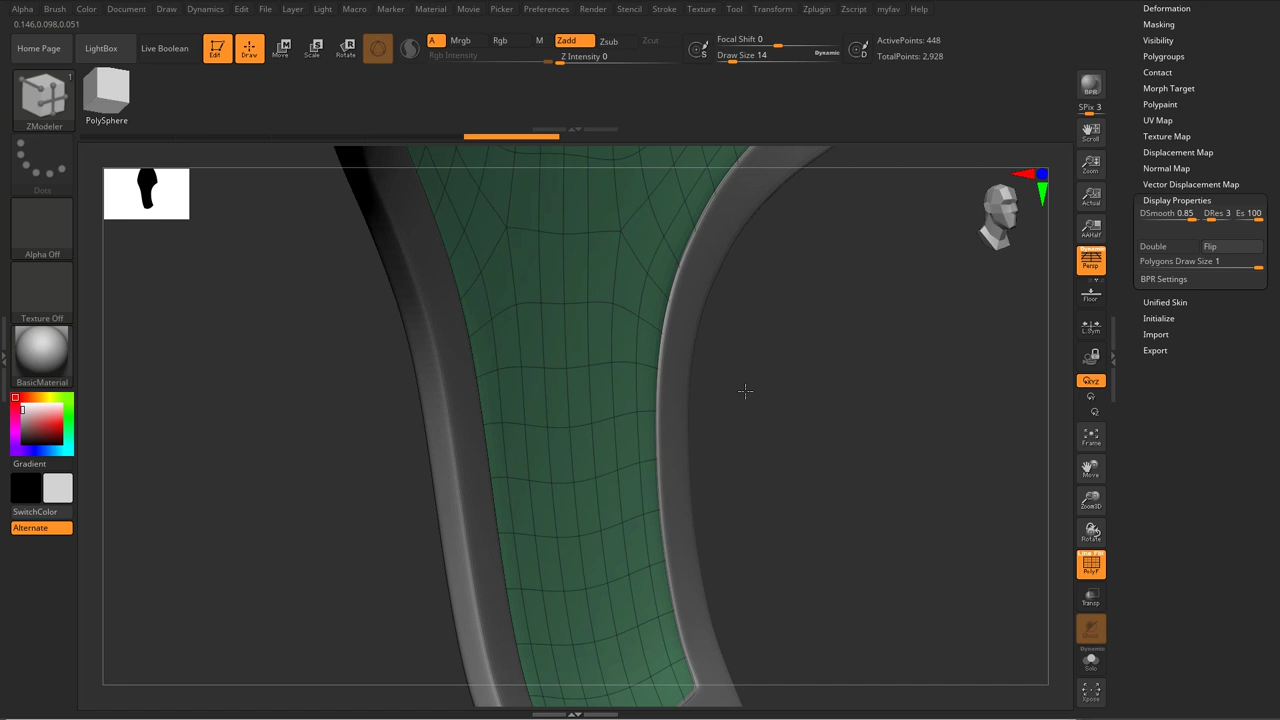 Alpha Brush Color Document Draw Dynamics Edit File Layer Light Macro Marker Material Movie Picker Preferences Render Stencil Stroke Texture Tool Transform Zplugin Zscript myfav Help
0.146,0.098,0.051
Home Page LightBox Live Boolean Edit Draw Move Scale Rotate A Mrgb Rgb M Zadd Zsub Zcut Focal Shift 0 ActivePoints: 448
Rgb Intensity Z Intensity 0 Draw Size 14 Dynamic TotalPoints: 2,928
S D
1
ZModeler PolySphere
Dots
Alpha Off
Texture Off
BasicMaterial
Gradient
SwitchColor
Alternate
BPR
SPix 3
Scroll
Zoom
Actual
AAHalf
Dynamic
Persp
Floor
L.Sym
XYZ
Y
Z
Frame
Move
Zoom3D
Rotate
Line Fill
PolyF
Transp
Ghost
Dynamic
Solo
Xpose
Deformation
Masking
Visibility
Polygroups
Contact
Morph Target
Polypaint
UV Map
Texture Map
Displacement Map
Normal Map
Vector Displacement Map
Display Properties
DSmooth 0.85 DRes 3 Es 100
Double Flip
Polygons Draw Size 1
BPR Settings
Unified Skin
Initialize
Import
Export